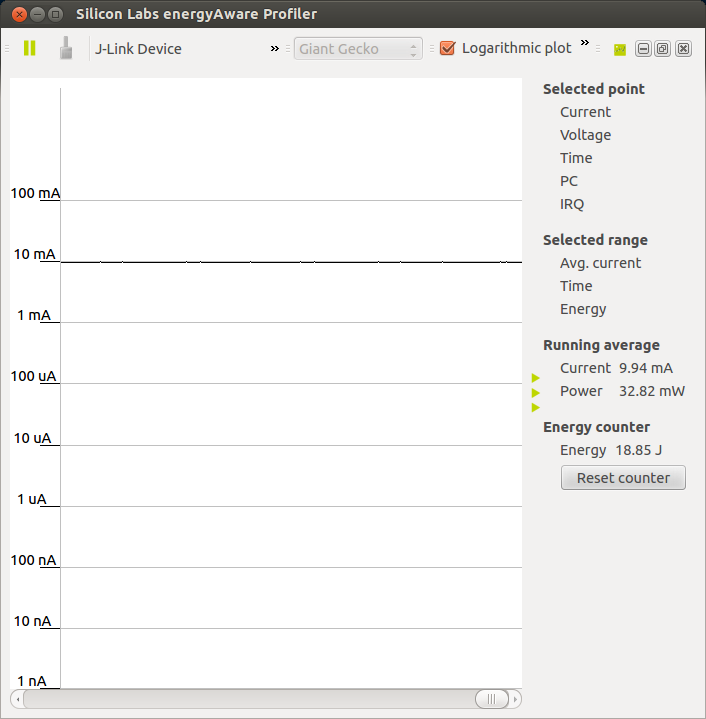 Silicon Labs energyAware Profiler
J-Link Device » Giant Gecko Logarithmic plot »
100 mA
10 mA
1 mA
100 uA
10 uA
1 uA
100 nA
10 nA
1 nA
Selected point
Current
Voltage
Time
PC
IRQ
Selected range
Avg. current
Time
Energy
Running average
Current 9.94 mA
Power 32.82 mW
Energy counter
Energy 18.85 J
Reset counter